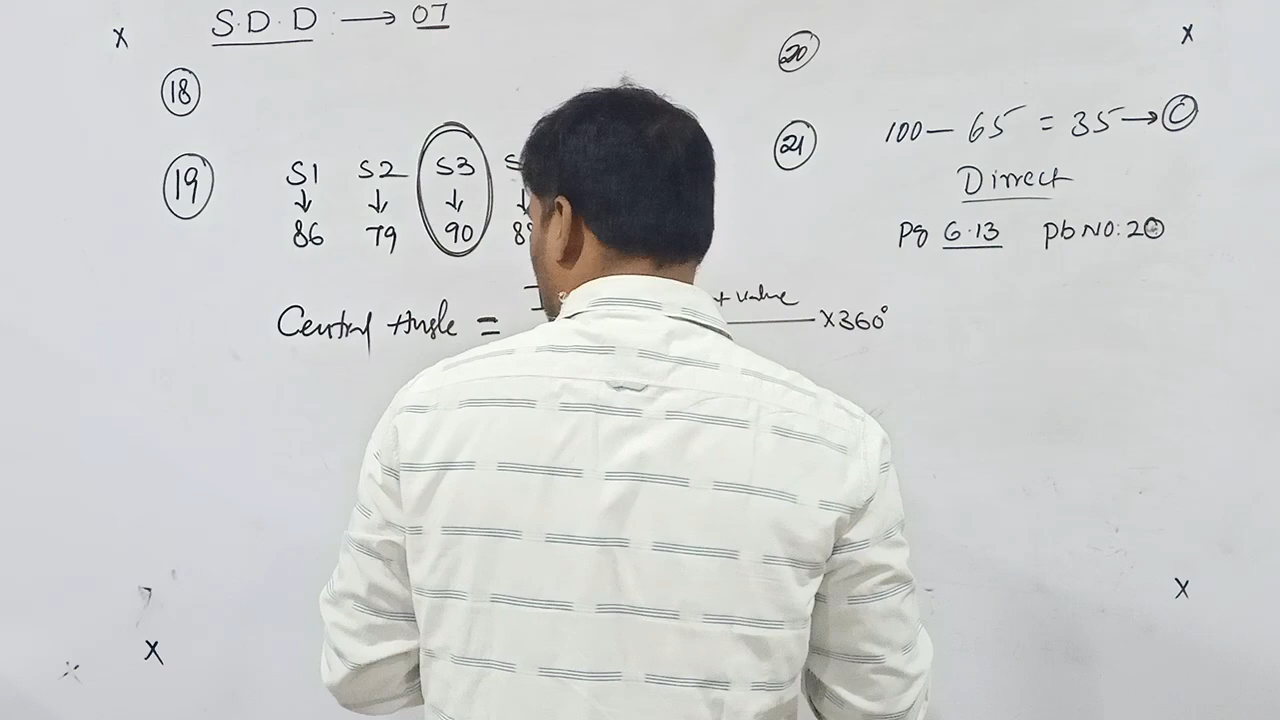 S.D.D → 07
x
x
18
19
S1 S2 S3 S
↓ ↓ ↓ ↓
86 79 90 8
Central Angle =
+ value
x360°
20
21
100 - 65 = 35 → C
Direct
Pg 6.13 Pb NO: 20
x
x